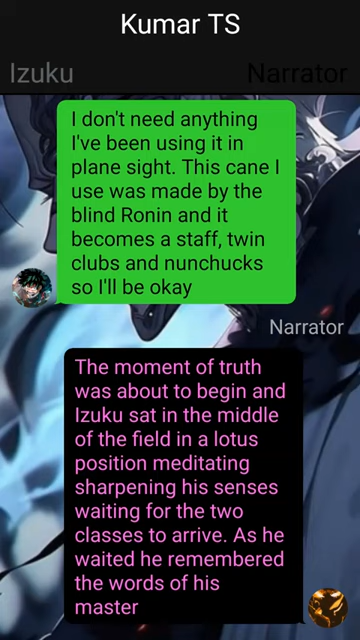 Kumar TS
Izuku
Narrator
I don't need anything
I've been using it in
plane sight. This cane I
use was made by the
blind Ronin and it
becomes a staff, twin
clubs and nunchucks
so I'll be okay
Narrator
The moment of truth
was about to begin and
Izuku sat in the middle
of the field in a lotus
position meditating
sharpening his senses
waiting for the two
classes to arrive. As he
waited he remembered
the words of his
master